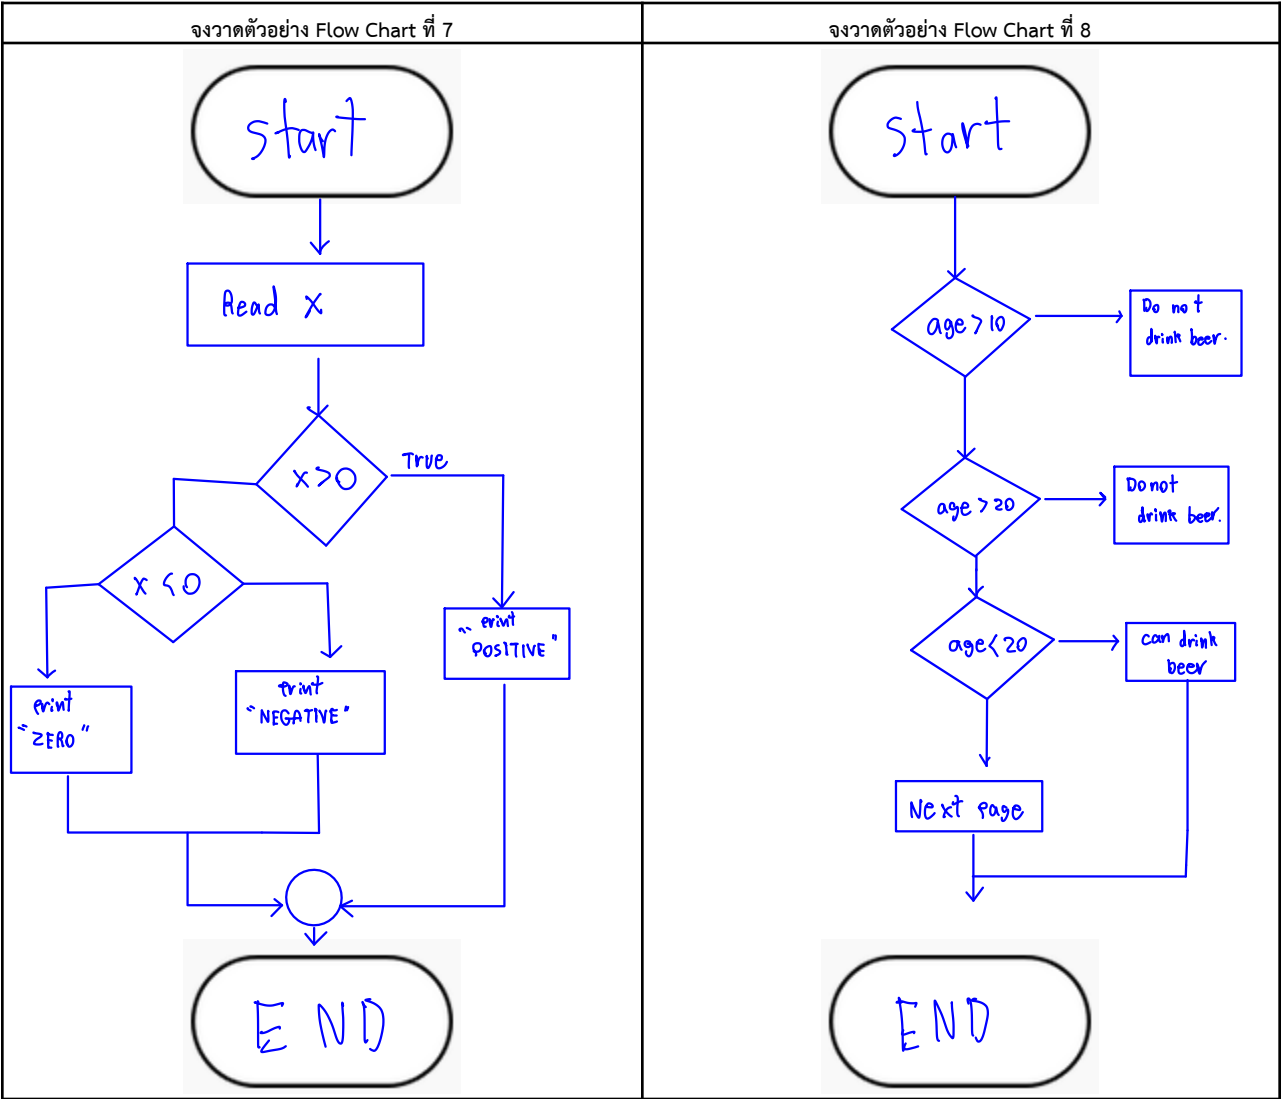 จงวาดตัวอย่าง Flow Chart ที่ 7
start
Read X
x>0
True
x<0
print
"POSITIVE"
print
"NEGATIVE"
print
"ZERO"
END
จงวาดตัวอย่าง Flow Chart ที่ 8
start
age>10
Do not
drink beer.
age>20
Do not
drink beer.
age<20
can drink
beer
Next page
END